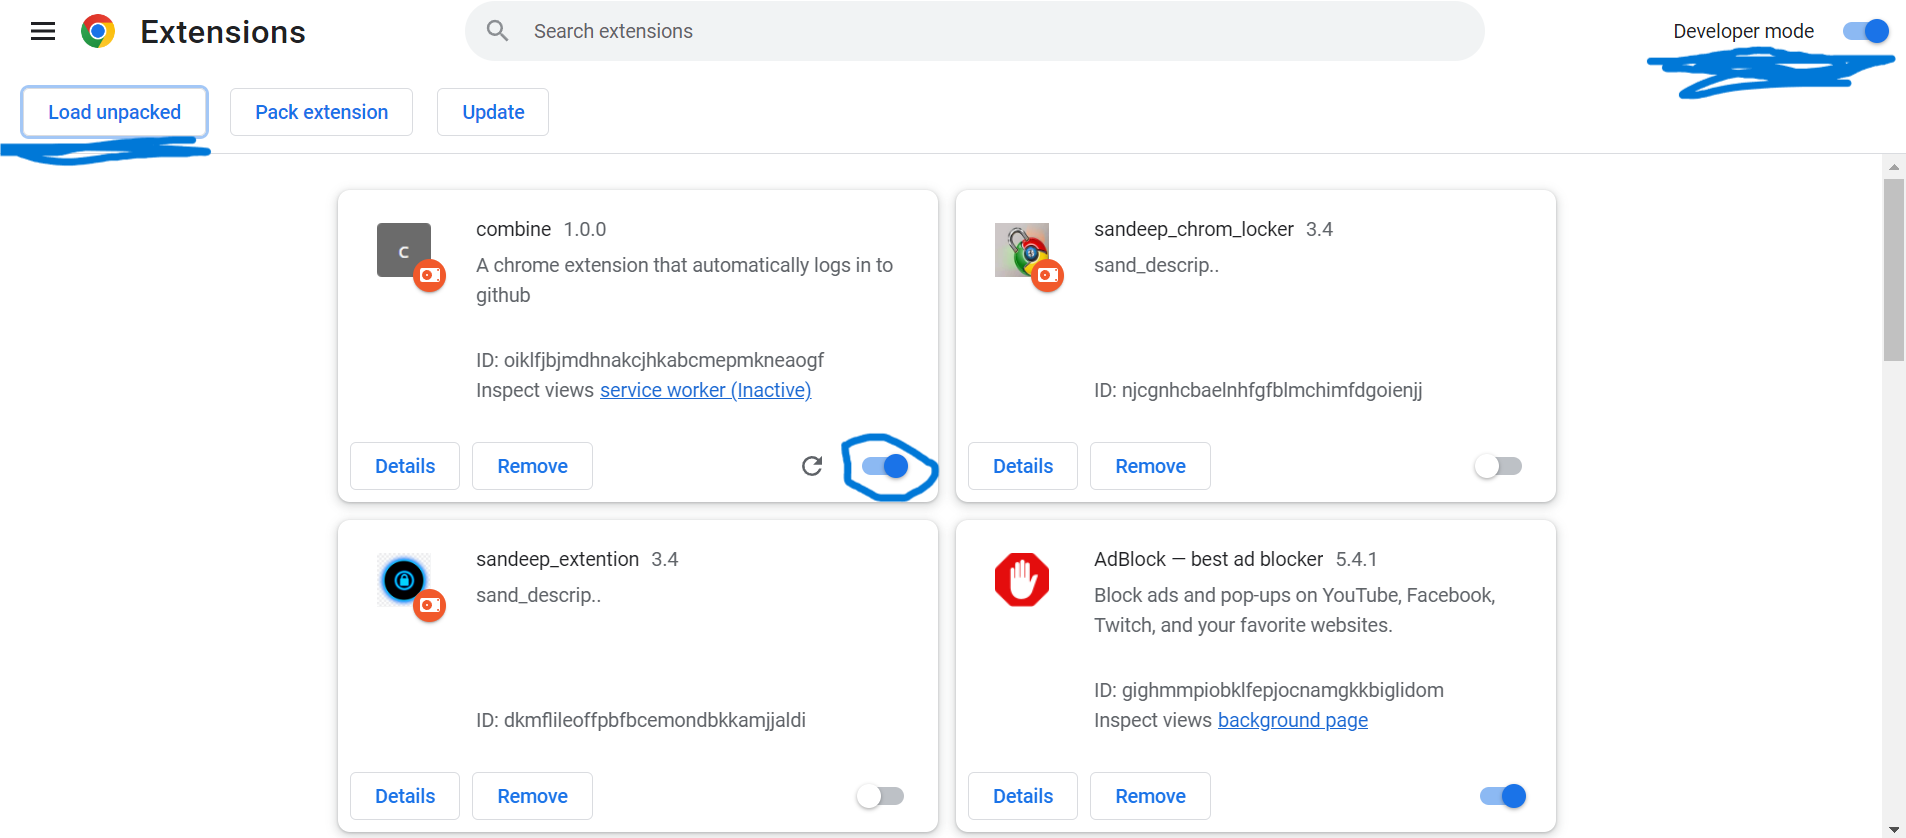 Extensions
Search extensions
Developer mode
Load unpacked
Pack extension
Update
C
combine 1.0.0
A chrome extension that automatically logs in to
github
ID: oiklfjbjmdhnakcjhkabcmepmkneaogf
Inspect views service worker (Inactive)
Details
Remove
sandeep_chrom_locker 3.4
sand_descrip..
ID: njcgnhcbaelnhfgfblmchimfdgoienjj
Details
Remove
sandeep_extention 3.4
sand_descrip..
ID: dkmflileoffpbfbcemondbkkamjjaldi
Details
Remove
AdBlock — best ad blocker 5.4.1
Block ads and pop-ups on YouTube, Facebook,
Twitch, and your favorite websites.
ID: gighmmpiobklfepjocnamgkkbiglidom
Inspect views background page
Details
Remove